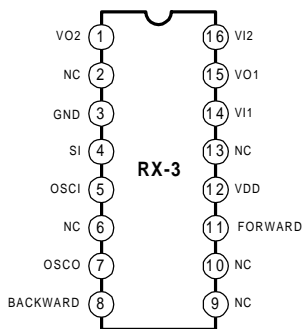 VO2 1 16 VI2
NC 2 15 VO1
GND 3 14 VI1
SI 4 13 NC
RX-3
OSCI 5 12 VDD
NC 6 11 FORWARD
OSCO 7 10 NC
BACKWARD 8 9 NC